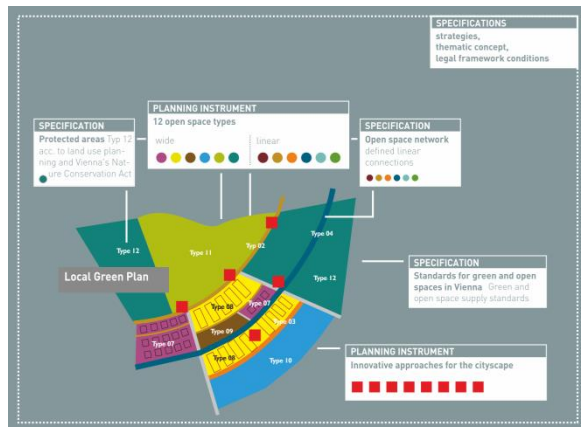 SPECIFICATIONS
strategies,
thematic concept,
legal framework conditions
PLANNING INSTRUMENT
12 open space types
wide
linear
SPECIFICATION
Protected areas Typ 12
acc. to land use plan-
ning and Vienna's Nat-
ure Conservation Act
SPECIFICATION
Open space network
defined linear
connections
Type 12
Type 11
Typ 02
Type 04
Type 12
Local Green Plan
Type 08
Type 07
Type 07
Type 09
Type 03
Type 08
Type 10
SPECIFICATION
Standards for green and open
spaces in Vienna Green and
open space supply standards
PLANNING INSTRUMENT
Innovative approaches for the cityscape